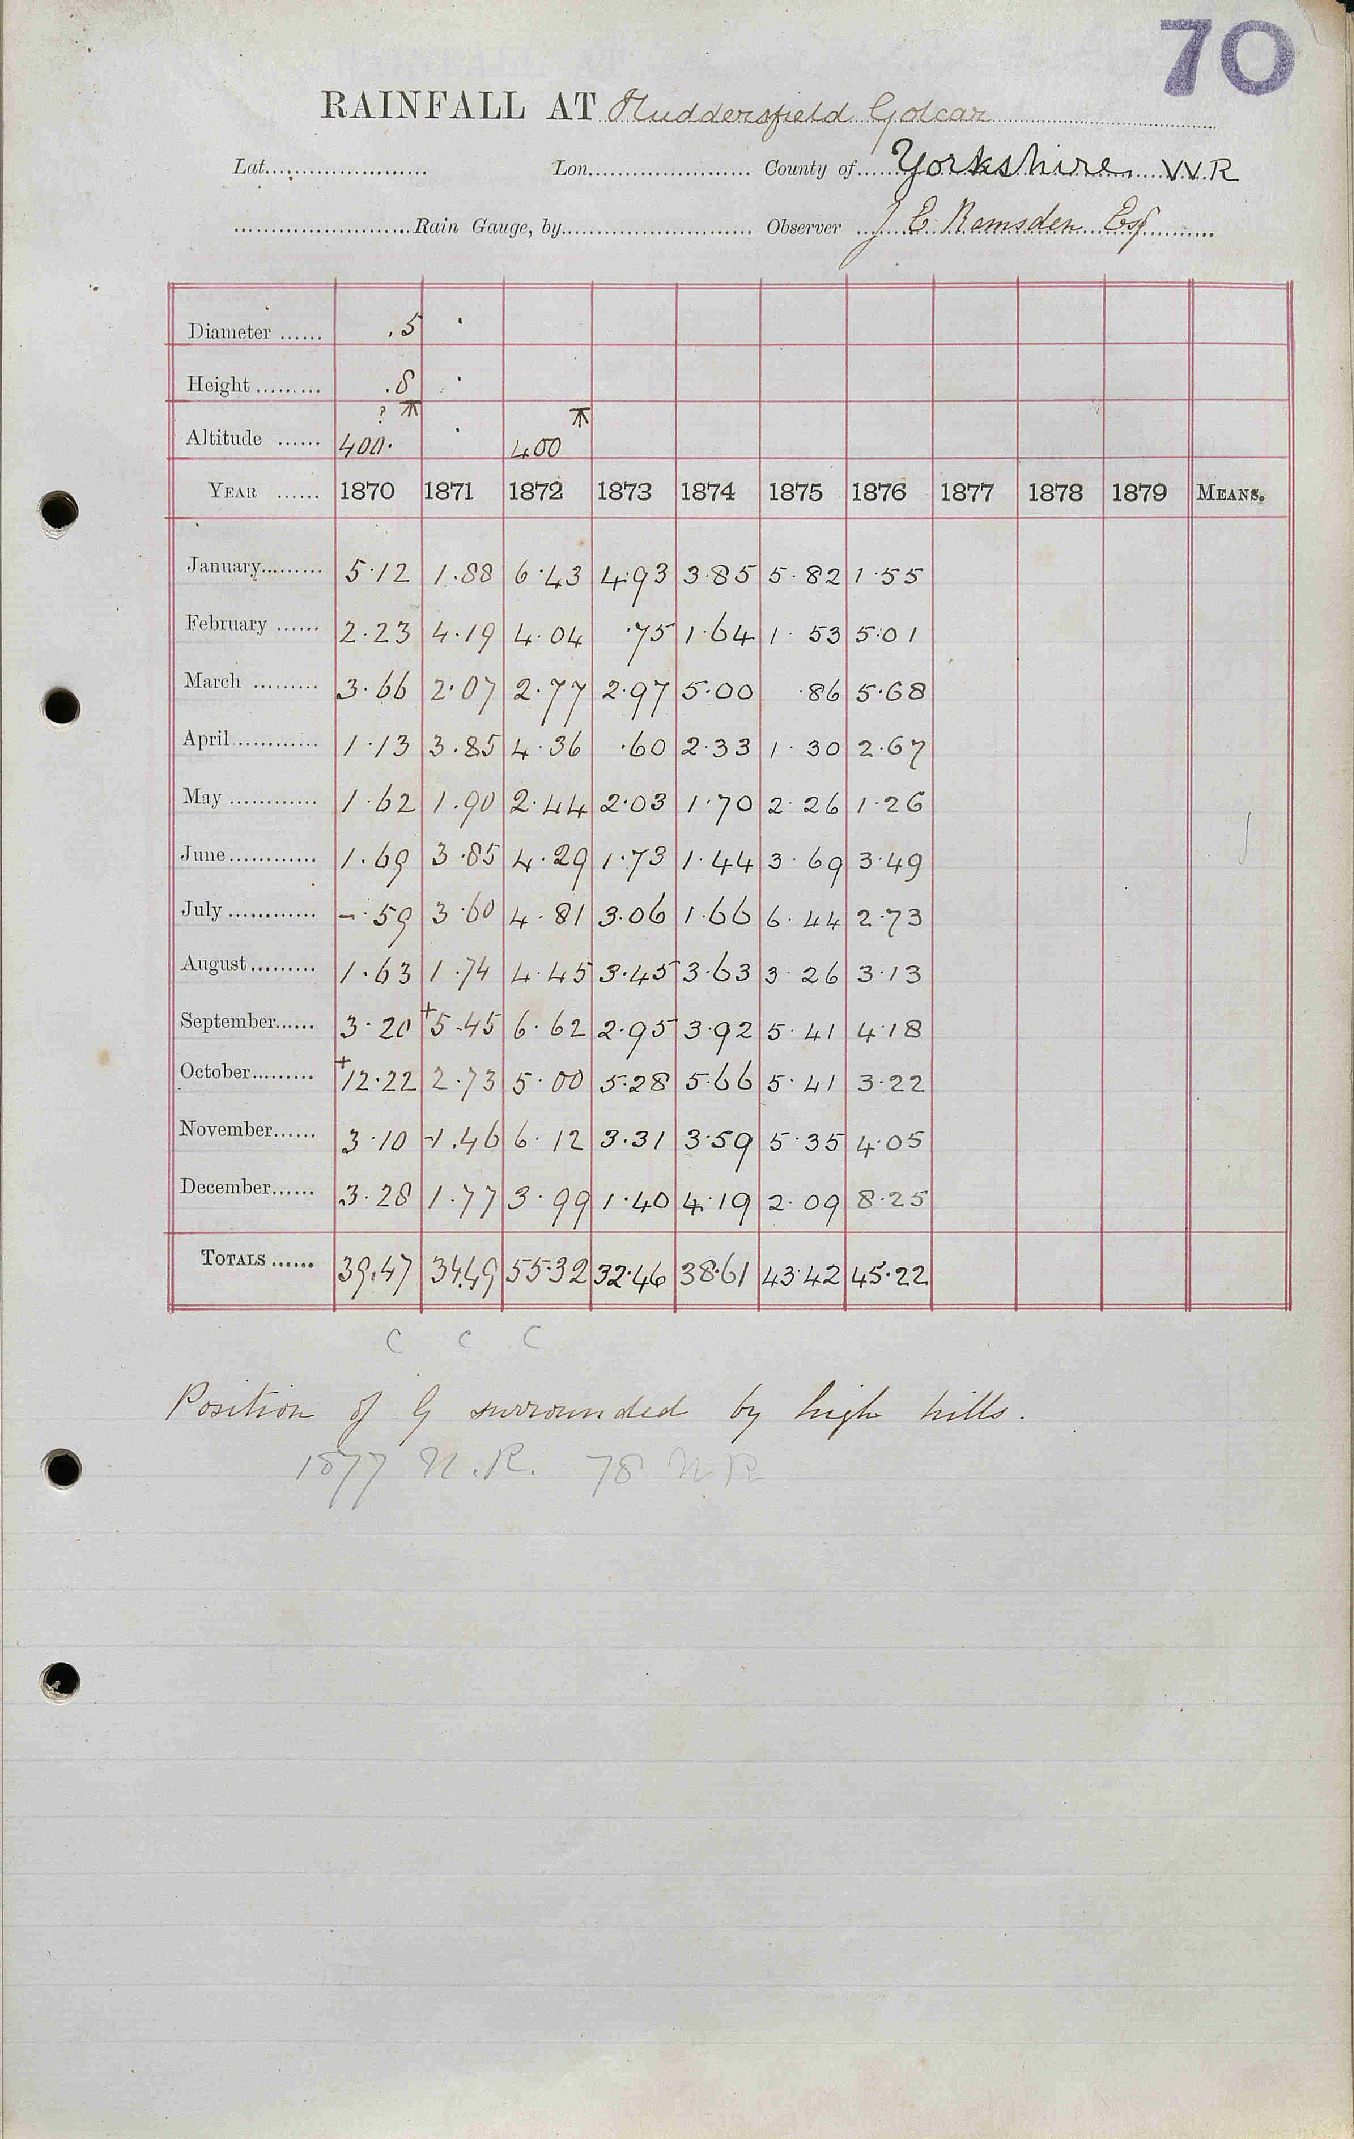 70
RAINFALL AT Huddersfield Golcar
Lat...................... Lon...................... County of..... Yorkshire W R
........................Rain Gauge, by......................... Observer .. J E Ramsden Esq
Diameter ...... .5
Height ......... .8
? ⚹
Altitude ...... 400. 400
YEAR ...... 1870 1871 1872 1873 1874 1875 1876 1877 1878 1879 MEANS.
January......... 5.12 1.88 6.43 4.93 3.85 5.82 1.55
February ...... 2.23 4.19 4.04 .75 1.64 1.53 5.01
March ......... 3.66 2.07 2.77 2.97 5.00 .86 5.68
April............ 1.13 3.85 4.36 .60 2.33 1.30 2.67
May ............ 1.62 1.90 2.44 2.03 1.70 2.26 1.26
June............ 1.69 3.85 4.29 1.73 1.44 3.69 3.49
July ............ -.59 3.60 4.81 3.06 1.66 6.44 2.73
August ......... 1.63 1.74 4.45 3.45 3.63 3.26 3.13
September...... 3.20 +5.45 6.62 2.95 3.92 5.41 4.18
October......... +12.22 2.73 5.00 5.28 5.66 5.41 3.22
November...... 3.10 -1.46 6.12 3.31 3.59 5.35 4.05
December...... 3.28 1.77 3.99 1.40 4.19 2.09 8.25
TOTALS ...... 39.47 34.49 55.32 32.46 38.61 43.42 45.22
C C C
Position of G surrounded by high hills.
1877 N.R. 78 N.R